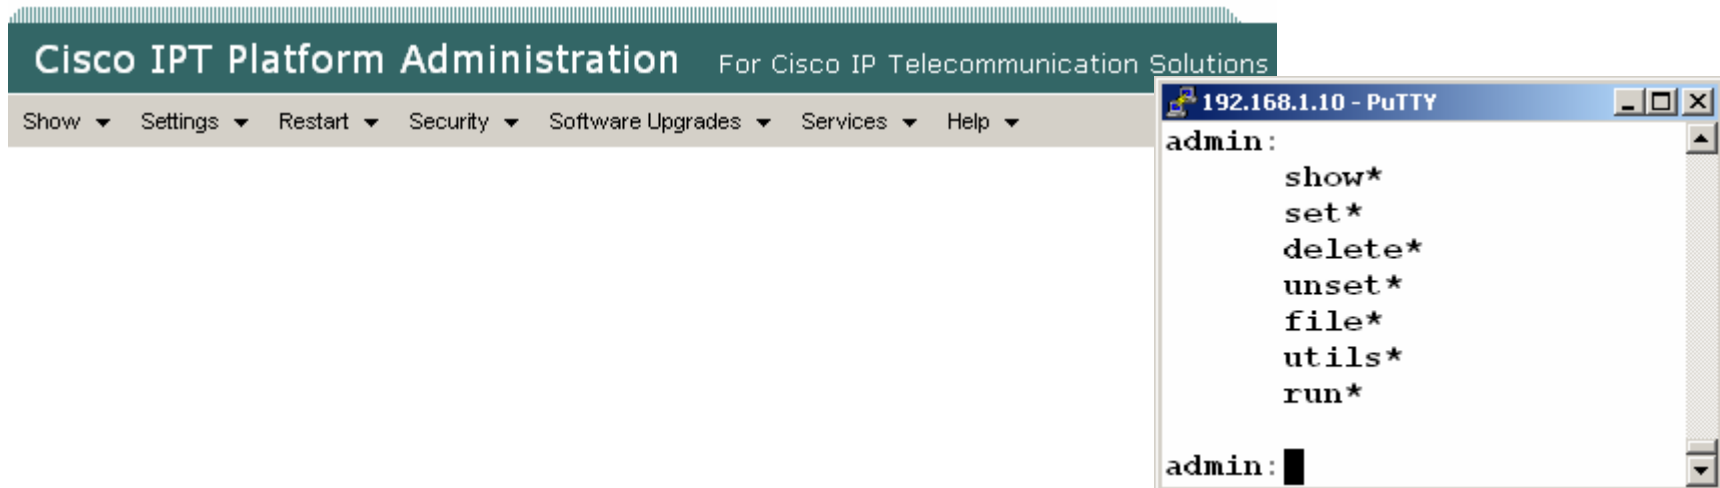 Cisco IPT Platform Administration For Cisco IP Telecommunication Solutions
Show Settings Restart Security Software Upgrades Services Help
192.168.1.10 - PuTTY
admin:
show*
set*
delete*
unset*
file*
utils*
run*
admin: